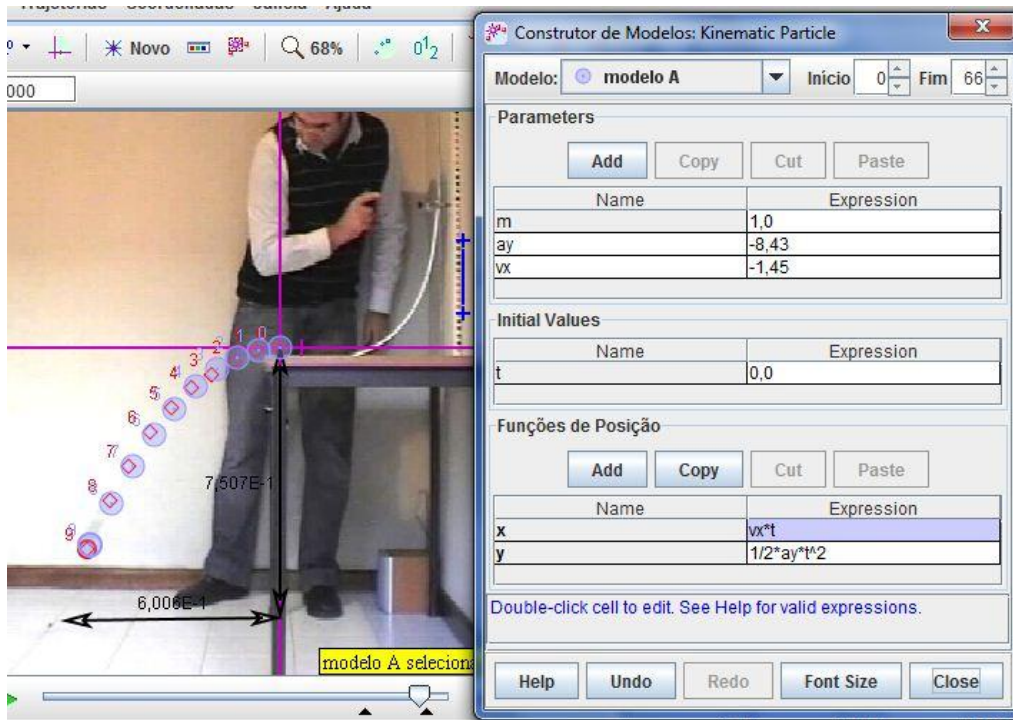 Construtor de Modelos: Kinematic Particle
Novo 68%
000
Modelo: modelo A Início 0 Fim 66
Parameters
Add Copy Cut Paste
Name Expression
m 1,0
ay -8,43
vx -1,45
Initial Values
Name Expression
t 0,0
Funções de Posição
Add Copy Cut Paste
Name Expression
x vx*t
y 1/2*ay*t^2
Double-click cell to edit. See Help for valid expressions.
Help Undo Redo Font Size Close
0
1
2
3
4
5
6
7
8
9
7,507E-1
6,006E-1
modelo A seleciona